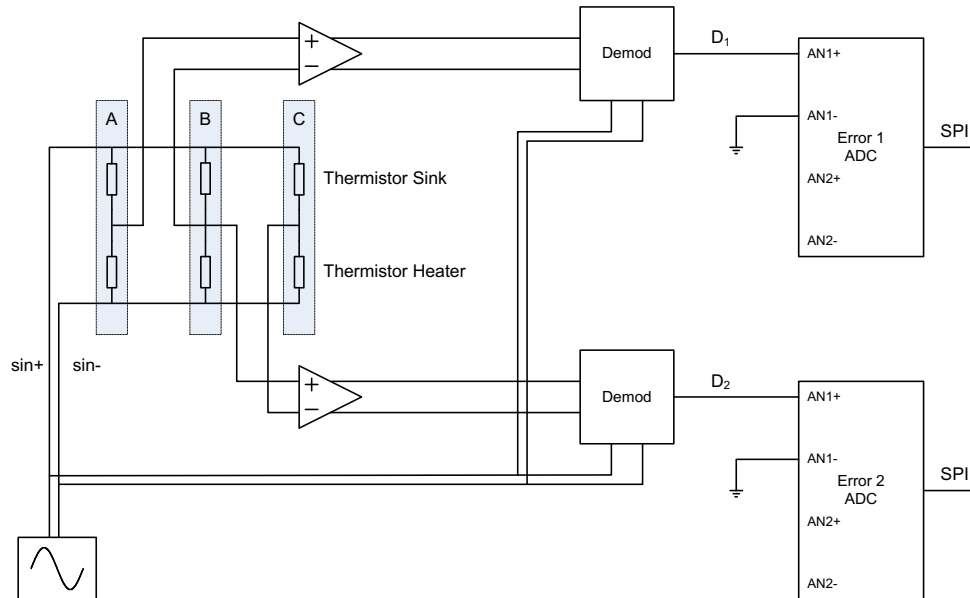 D1
Demod
AN1+
AN1-
Error 1
ADC
AN2+
AN2-
SPI
A
B
C
+
−
Thermistor Sink
Thermistor Heater
sin+
sin-
+
−
Demod
D2
AN1+
AN1-
Error 2
ADC
AN2+
AN2-
SPI